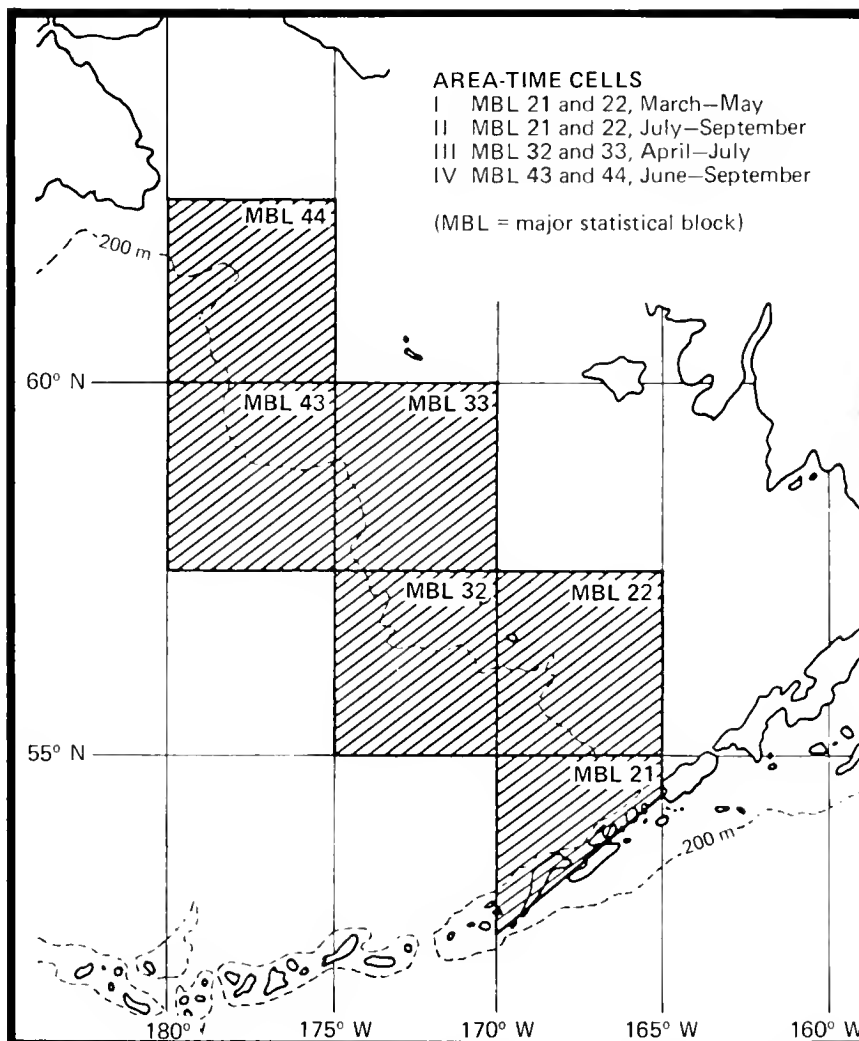 AREA-TIME CELLS
I MBL 21 and 22, March–May
II MBL 21 and 22, July–September
III MBL 32 and 33, April–July
IV MBL 43 and 44, June–September
(MBL = major statistical block)
MBL 44
200 m
60° N
MBL 43
MBL 33
MBL 32
MBL 22
55° N
MBL 21
200 m
180°
175° W
170° W
165° W
160° W